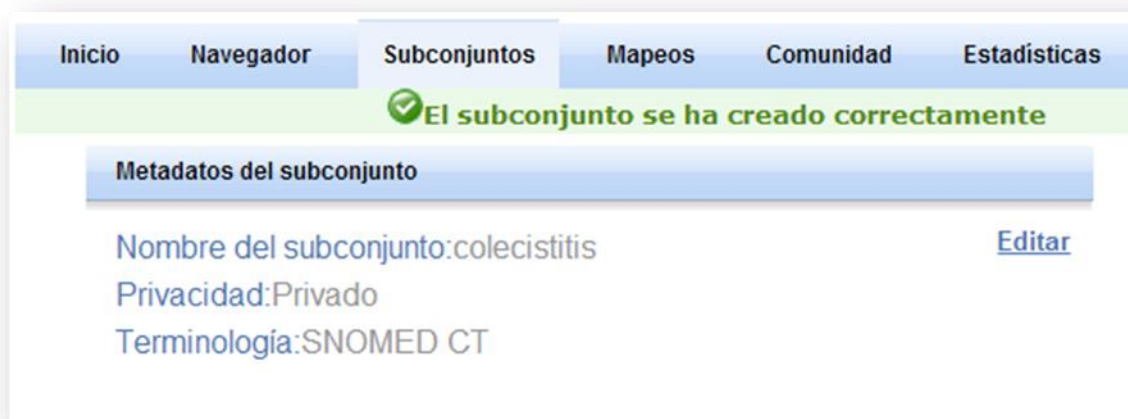 Inicio Navegador Subconjuntos Mapeos Comunidad Estadísticas
El subconjunto se ha creado correctamente
Metadatos del subconjunto
Nombre del subconjunto:colecistitis Editar
Privacidad:Privado
Terminología:SNOMED CT